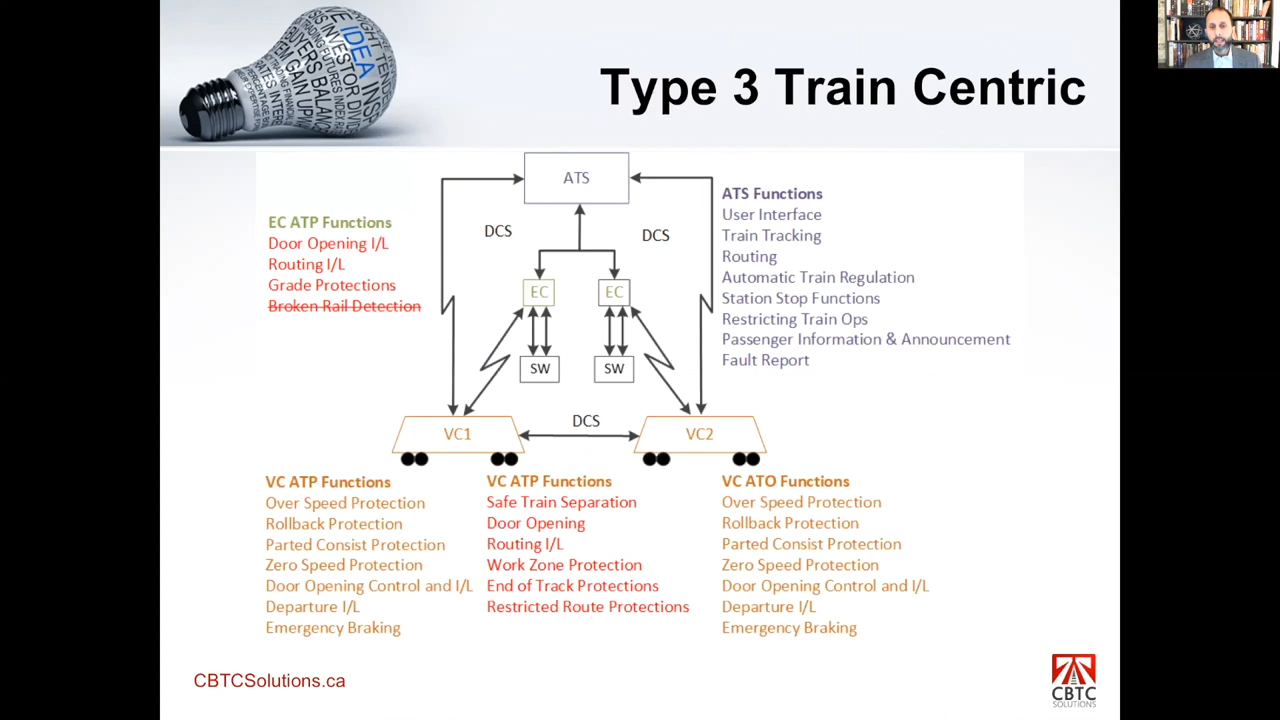 IDEA
Type 3 Train Centric
ATS
DCS
DCS
EC
EC
SW
SW
DCS
VC1
VC2
EC ATP Functions
Door Opening I/L
Routing I/L
Grade Protections
Broken Rail Detection
ATS Functions
User Interface
Train Tracking
Routing
Automatic Train Regulation
Station Stop Functions
Restricting Train Ops
Passenger Information & Announcement
Fault Report
VC ATP Functions
Over Speed Protection
Rollback Protection
Parted Consist Protection
Zero Speed Protection
Door Opening Control and I/L
Departure I/L
Emergency Braking
VC ATP Functions
Safe Train Separation
Door Opening
Routing I/L
Work Zone Protection
End of Track Protections
Restricted Route Protections
VC ATO Functions
Over Speed Protection
Rollback Protection
Parted Consist Protection
Zero Speed Protection
Door Opening Control and I/L
Departure I/L
Emergency Braking
CBTCSolutions.ca
CBTC
SOLUTIONS